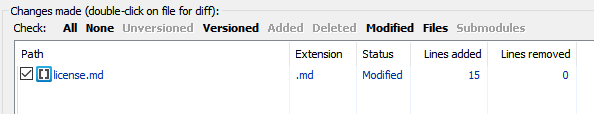 Changes made (double-click on file for diff):
Check: All None Unversioned Versioned Added Deleted Modified Files Submodules
Path Extension Status Lines added Lines removed
license.md .md Modified 15 0